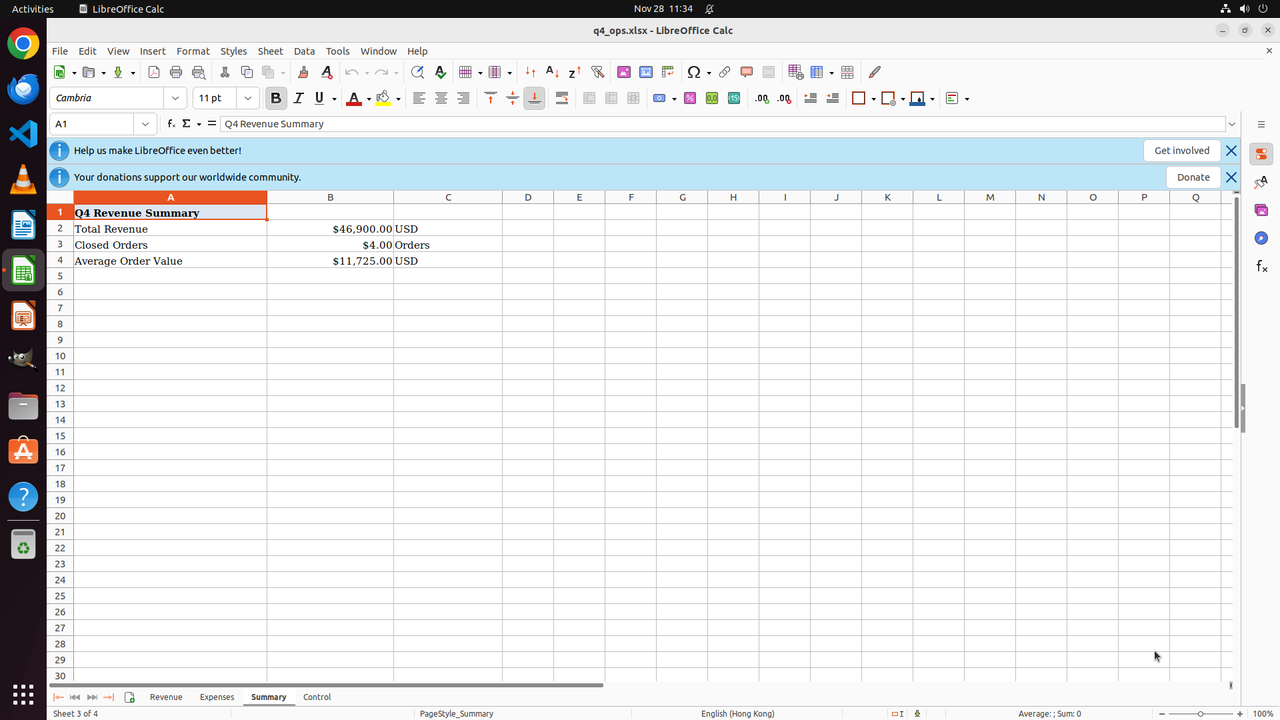 Activities LibreOffice Calc Nov 28 11:34
q4_ops.xlsx - LibreOffice Calc
File Edit View Insert Format Styles Sheet Data Tools Window Help
Cambria 11 pt
A1 Q4 Revenue Summary
Help us make LibreOffice even better! Get involved
Your donations support our worldwide community. Donate
A B C D E F G H I J K L M N O P Q
1 Q4 Revenue Summary
2 Total Revenue $46,900.00 USD
3 Closed Orders $4.00 Orders
4 Average Order Value $11,725.00 USD
5
6
7
8
9
10
11
12
13
14
15
16
17
18
19
20
21
22
23
24
25
26
27
28
29
30
Revenue Expenses Summary Control
Sheet 3 of 4 PageStyle_Summary English (Hong Kong) Average: ; Sum: 0 100%